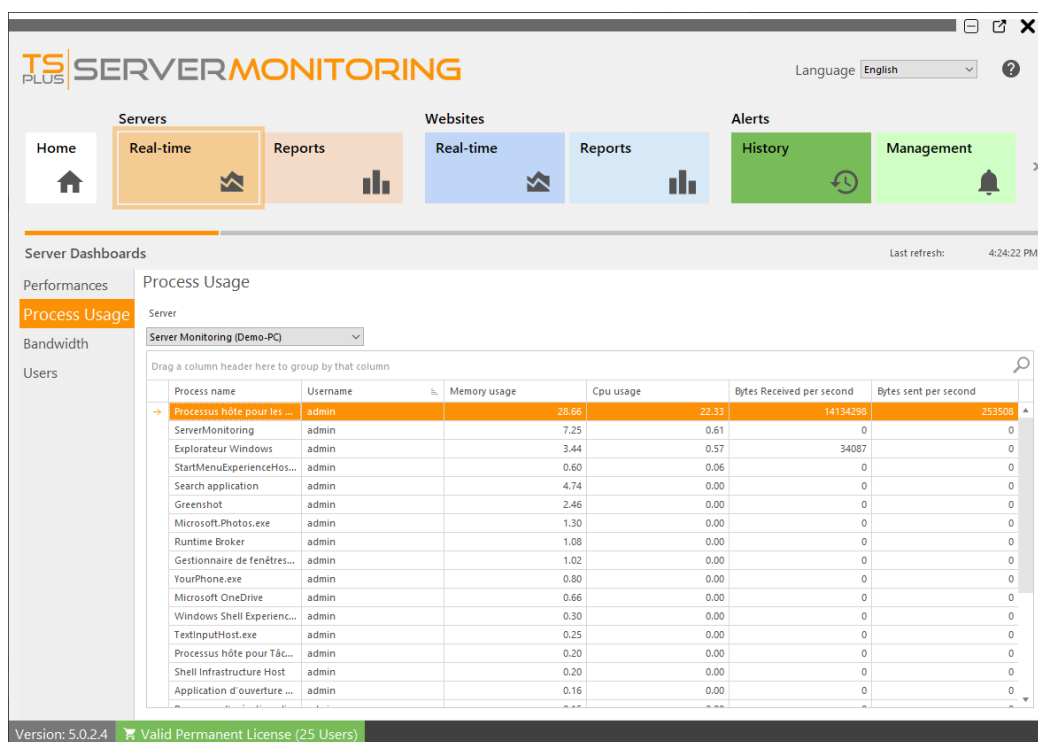 TS PLUS SERVERMONITORING
Language English
Servers Websites Alerts
Home Real-time Reports Real-time Reports History Management
Server Dashboards Last refresh: 4:24:22 PM
Performances
Process Usage
Bandwidth
Users
Process Usage
Server
Server Monitoring (Demo-PC)
Drag a column header here to group by that column
Process name Username Memory usage Cpu usage Bytes Received per second Bytes sent per second
Processus hôte pour les ... admin 28.66 22.33 14134298 253508
ServerMonitoring admin 7.25 0.61 0 0
Explorateur Windows admin 3.44 0.57 34087 0
StartMenuExperienceHos... admin 0.60 0.06 0 0
Search application admin 4.74 0.00 0 0
Greenshot admin 2.46 0.00 0 0
Microsoft.Photos.exe admin 1.30 0.00 0 0
Runtime Broker admin 1.08 0.00 0 0
Gestionnaire de fenêtres... admin 1.02 0.00 0 0
YourPhone.exe admin 0.80 0.00 0 0
Microsoft OneDrive admin 0.66 0.00 0 0
Windows Shell Experienc... admin 0.30 0.00 0 0
TextInputHost.exe admin 0.25 0.00 0 0
Processus hôte pour Tâc... admin 0.20 0.00 0 0
Shell Infrastructure Host admin 0.20 0.00 0 0
Application d'ouverture ... admin 0.16 0.00 0 0
Version: 5.0.2.4 Valid Permanent License (25 Users)